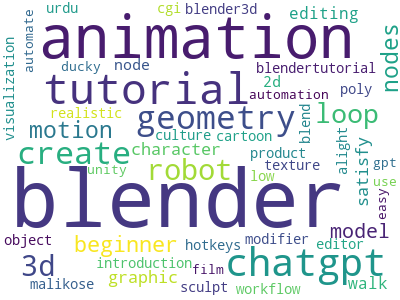 urdu cgi blender3d editing
automate animation nodes
visualization ducky node blendertutorial
tutorial 2d automation poly
realistic geometry loop
motion culture cartoon blend alight satisfy
create character product gpt
unity robot low texture use
blender easy
object beginner hotkeys modifier model
3d introduction film chatgpt editor
malikose graphic sculpt workflow walk